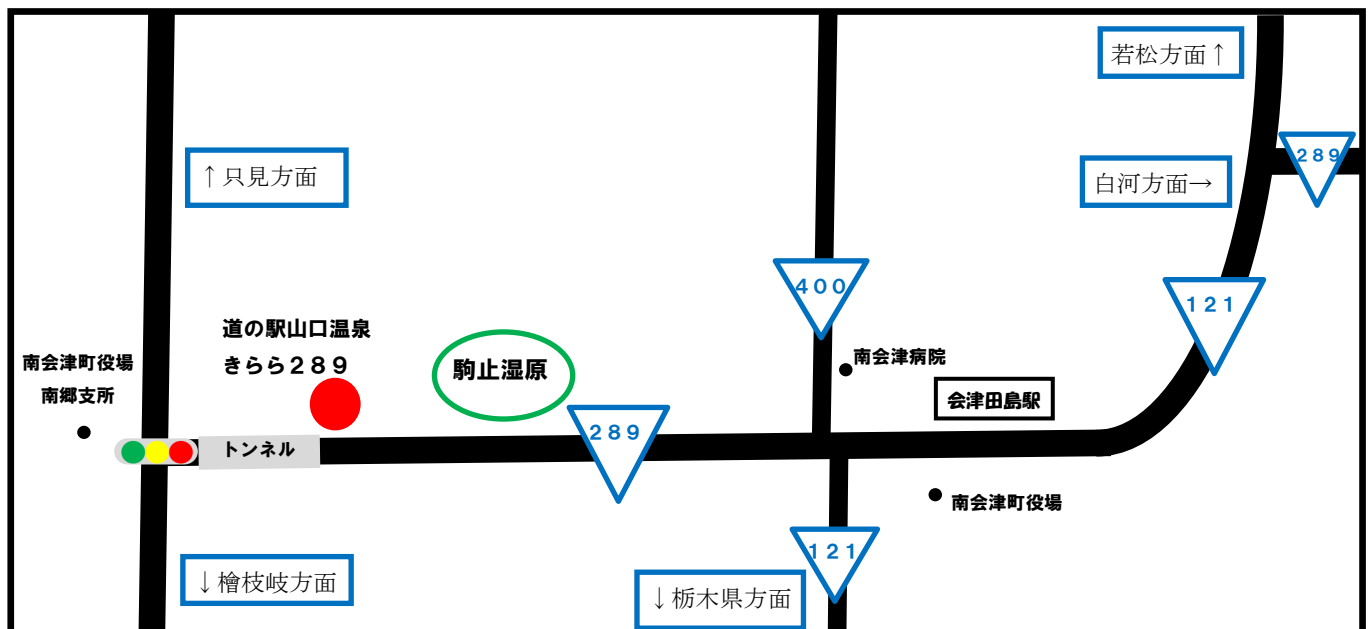 若松方面↑
２８９
↑只見方面
白河方面→
４００
１２１
道の駅山口温泉
きらら２８９
南会津町役場
南郷支所
駒止湿原
南会津病院
会津田島駅
２８９
トンネル
南会津町役場
１２１
↓檜枝岐方面
↓栃木県方面